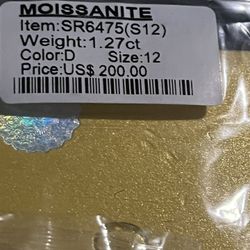 MOISSANITE
Item:SR6475(S12)
Weight:1.27ct
Color:D Size:12
Price:US$ 200.00